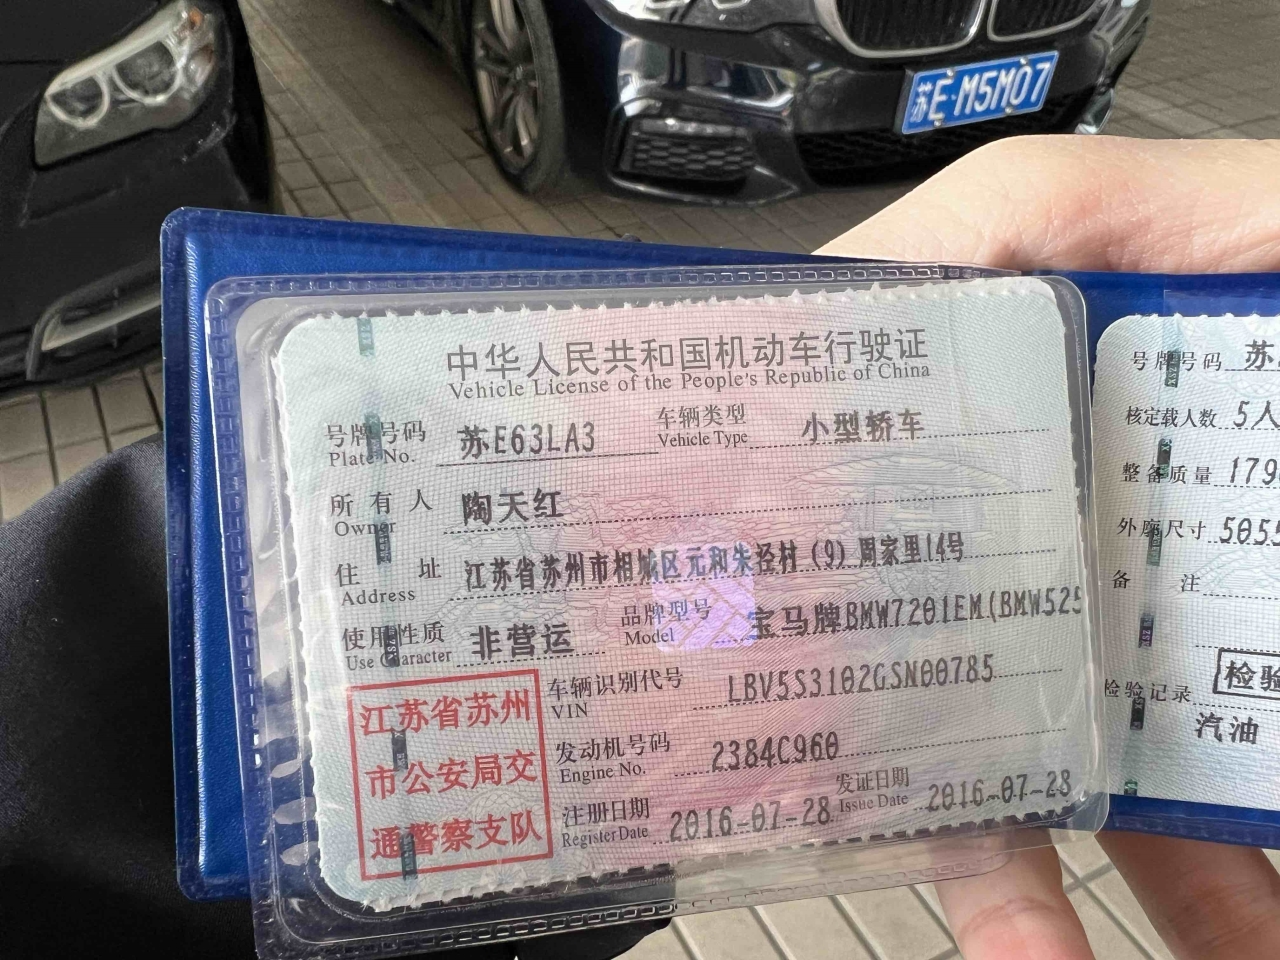 苏E·M5M07
中华人民共和国机动车行驶证
Vehicle License of the People's Republic of China
号牌号码 苏E63LA3 车辆类型 小型轿车
Plate No. Vehicle Type
所有人 陶天红
Owner
住址 江苏省苏州市相城区元和朱泾村（9）周家里14号
Address
使用性质 非营运 品牌型号 宝马牌BMW7201EM(BMW525
Use Character Model
江苏省苏州
市公安局交
通警察支队
车辆识别代号 LBV5S3102GSN00785
VIN
发动机号码 2384C960
Engine No.
注册日期 2016-07-28 发证日期 2016-07-28
Register Date Issue Date
号牌号码 苏
核定载人数 5人
整备质量 179
外廓尺寸 5055
备注
检验记录 检验
汽油